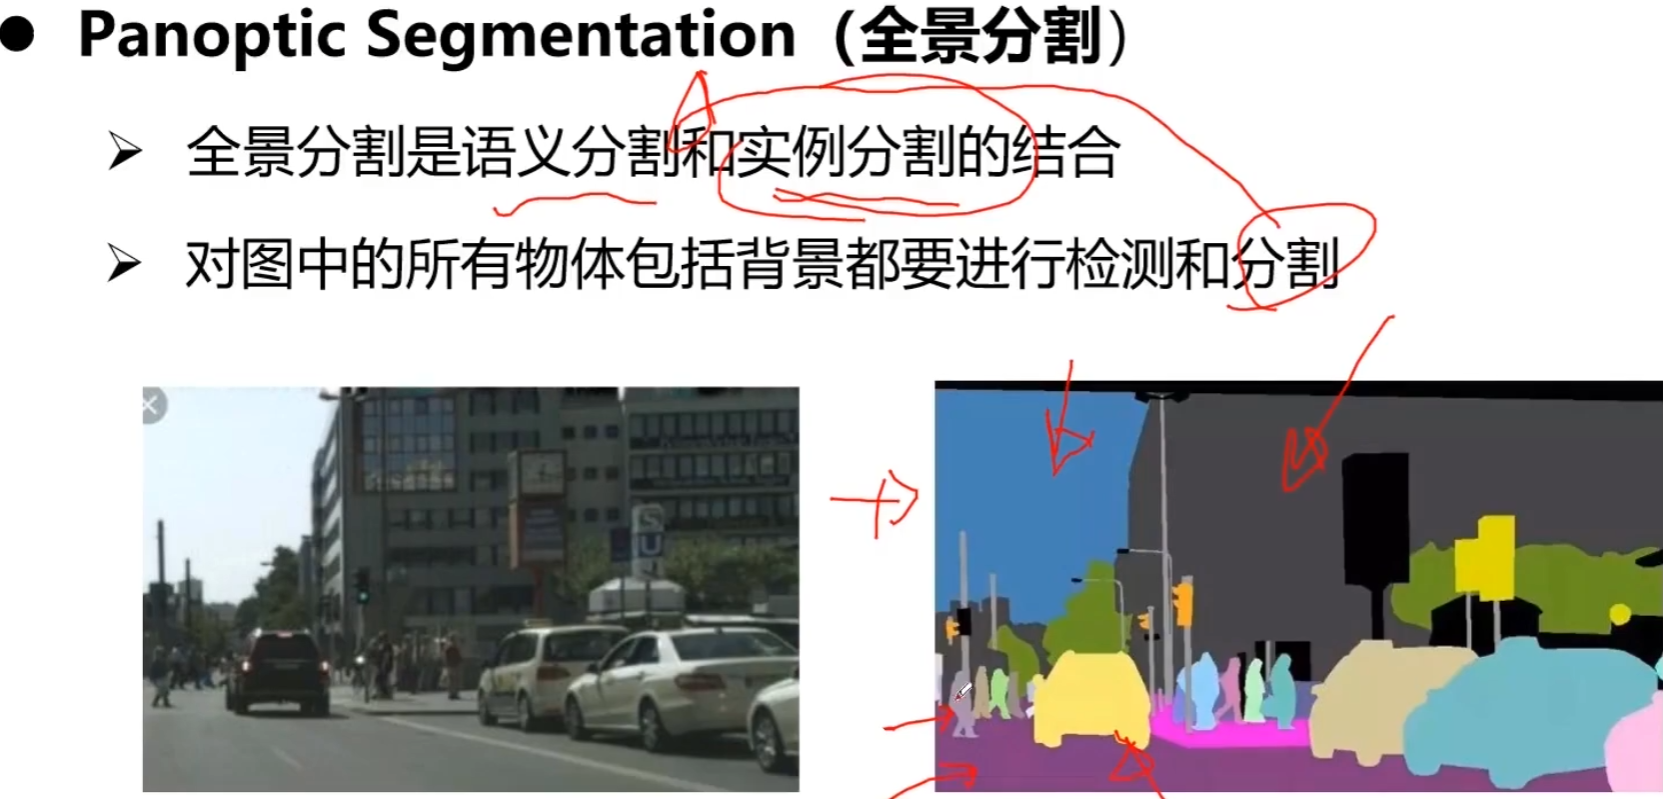 ● Panoptic Segmentation（全景分割）
➢ 全景分割是语义分割和实例分割的结合
➢ 对图中的所有物体包括背景都要进行检测和分割
S
U